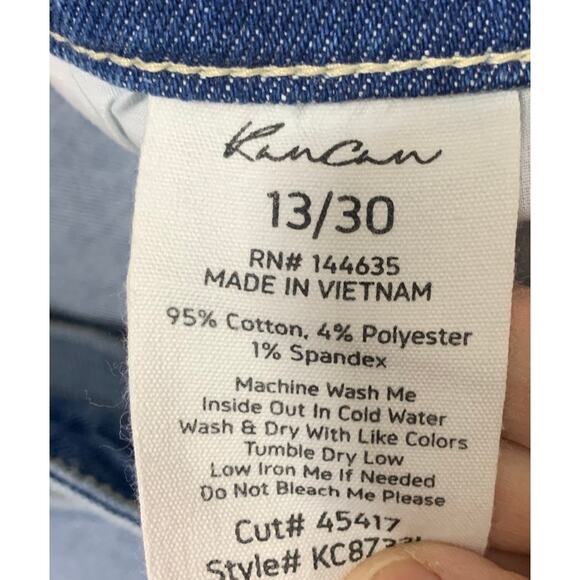 KanCan
13/30
RN# 144635
MADE IN VIETNAM
95% Cotton, 4% Polyester
1% Spandex
Machine Wash Me
Inside Out In Cold Water
Wash & Dry With Like Colors
Tumble Dry Low
Low Iron Me If Needed
Do Not Bleach Me Please
Cut# 45417
Style#